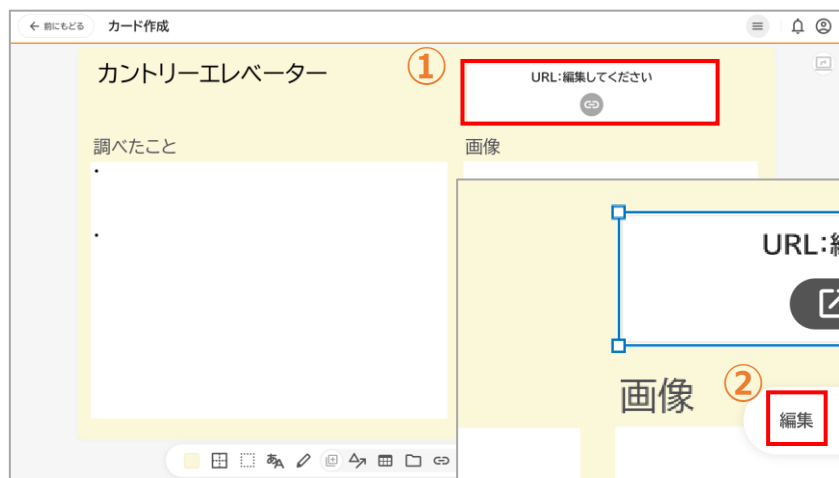 ← 前にもどる カード作成
カントリーエレベーター
①
URL:編集してください
調べたこと
画像
•
•
URL:
画像
②
編集
あA